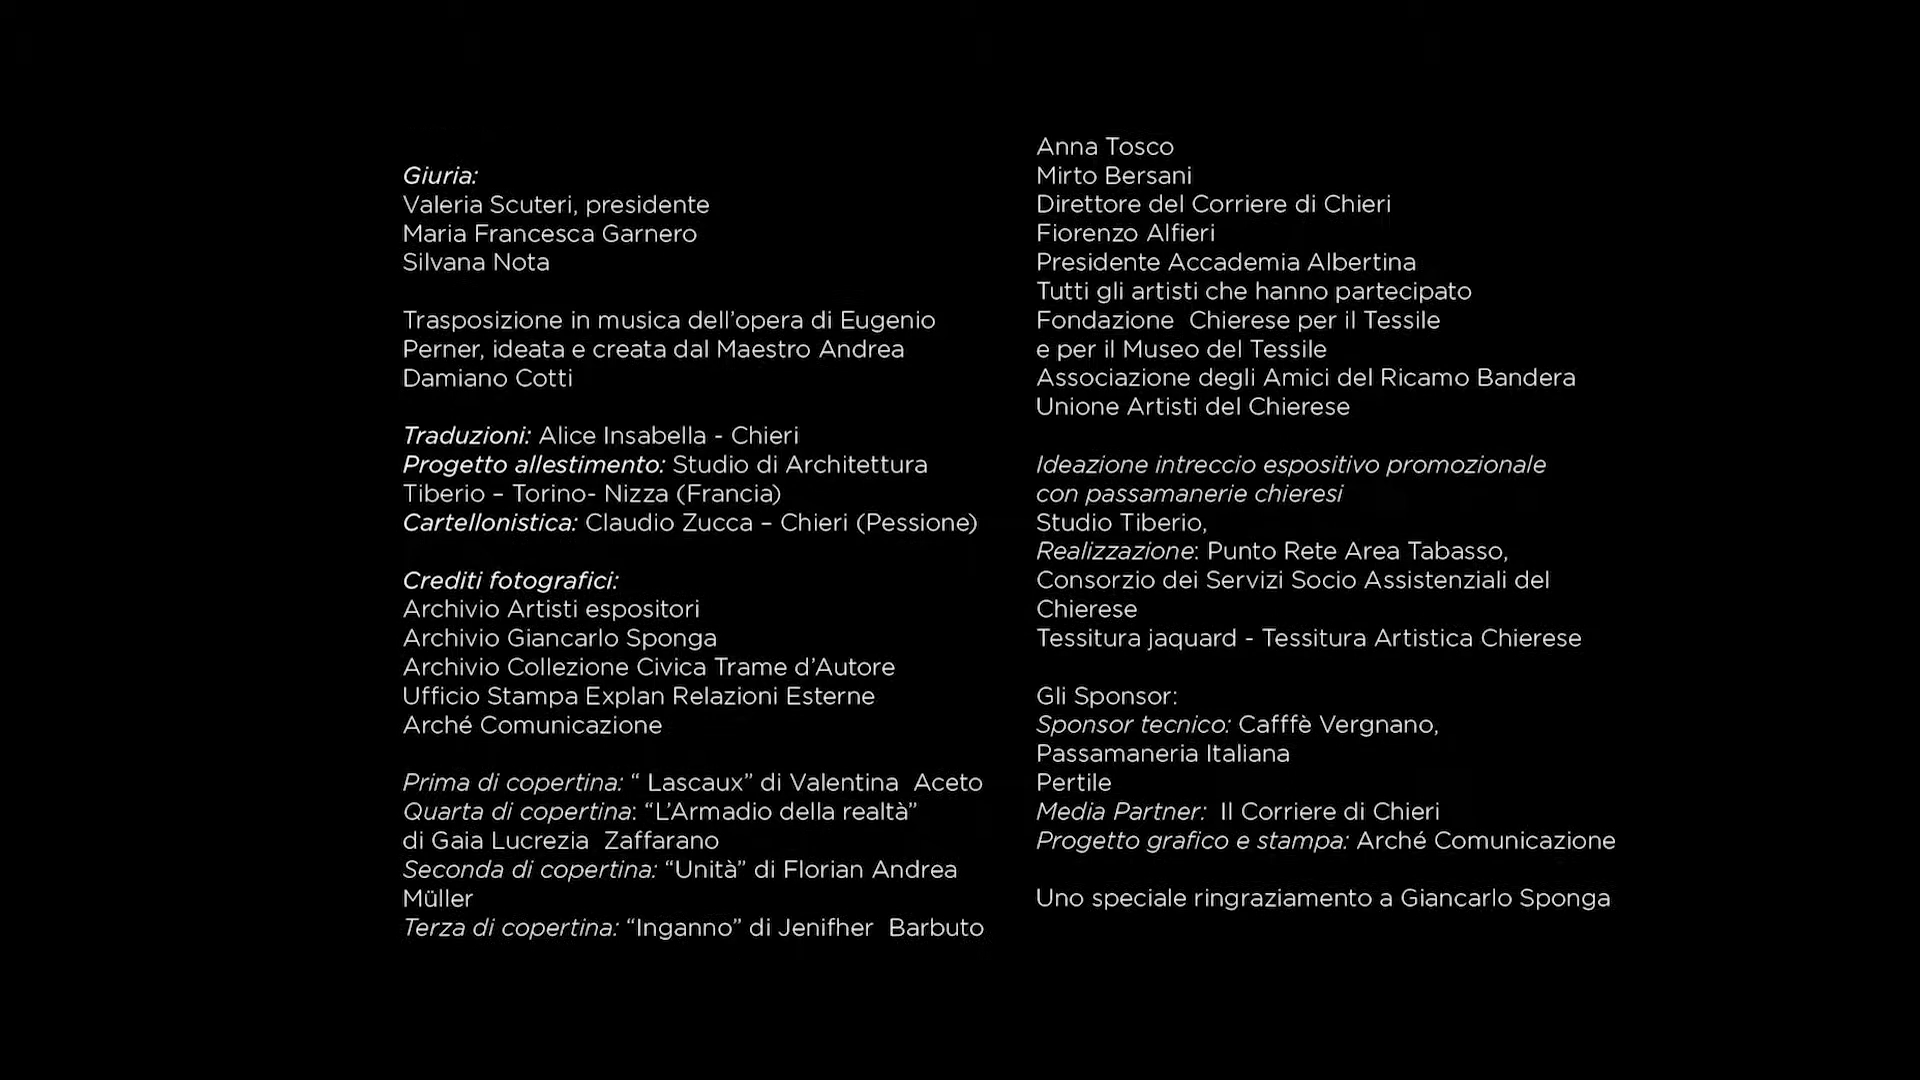 Giuria:
Valeria Scuteri, presidente
Maria Francesca Garnero
Silvana Nota
Trasposizione in musica dell’opera di Eugenio
Perner, ideata e creata dal Maestro Andrea
Damiano Cotti
Traduzioni: Alice Insabella - Chieri
Progetto allestimento: Studio di Architettura
Tiberio – Torino- Nizza (Francia)
Cartellonistica: Claudio Zucca – Chieri (Pessione)
Crediti fotografici:
Archivio Artisti espositori
Archivio Giancarlo Sponga
Archivio Collezione Civica Trame d’Autore
Ufficio Stampa Explan Relazioni Esterne
Arché Comunicazione
Prima di copertina: “ Lascaux” di Valentina  Aceto
Quarta di copertina: “L’Armadio della realtà”
di Gaia Lucrezia  Zaffarano
Seconda di copertina: “Unità” di Florian Andrea
Müller
Terza di copertina: “Inganno” di Jenifher  Barbuto
Anna Tosco
Mirto Bersani
Direttore del Corriere di Chieri
Fiorenzo Alfieri
Presidente Accademia Albertina
Tutti gli artisti che hanno partecipato
Fondazione  Chierese per il Tessile
e per il Museo del Tessile
Associazione degli Amici del Ricamo Bandera
Unione Artisti del Chierese
Ideazione intreccio espositivo promozionale
con passamanerie chieresi
Studio Tiberio,
Realizzazione: Punto Rete Area Tabasso,
Consorzio dei Servizi Socio Assistenziali del
Chierese
Tessitura jaquard - Tessitura Artistica Chierese
Gli Sponsor:
Sponsor tecnico: Cafffè Vergnano,
Passamaneria Italiana
Pertile
Media Partner:  Il Corriere di Chieri
Progetto grafico e stampa: Arché Comunicazione
Uno speciale ringraziamento a Giancarlo Sponga